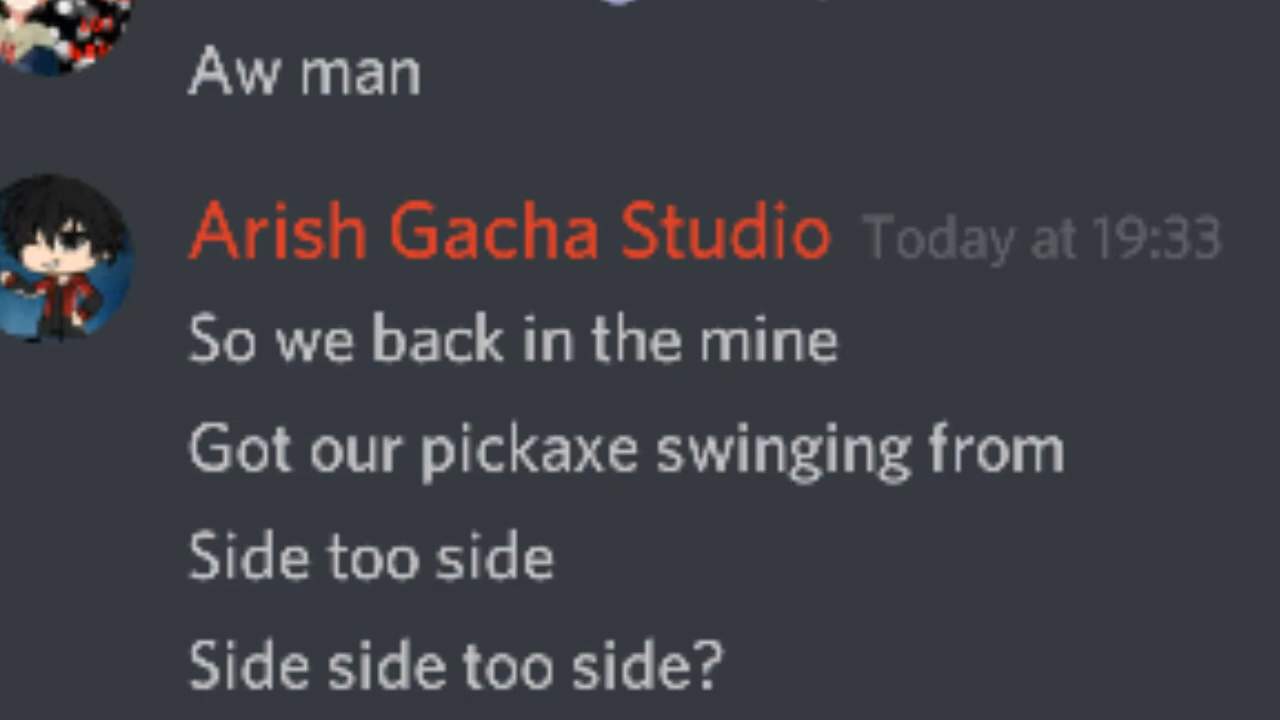 Aw man
Arish Gacha Studio Today at 19:33
So we back in the mine
Got our pickaxe swinging from
Side too side
Side side too side?